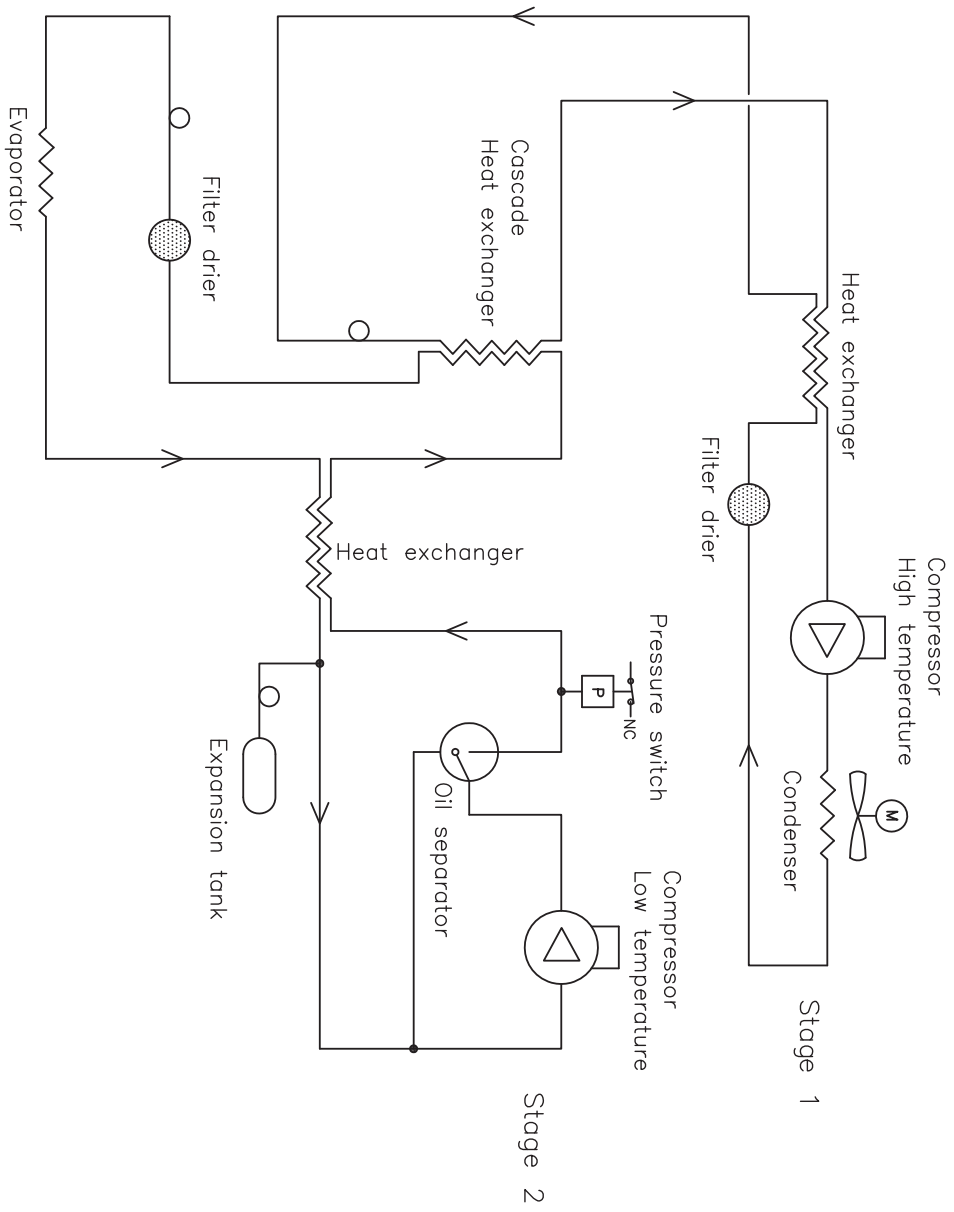 Stage 1
Compressor
High temperature
Condenser
M
Heat exchanger
Filter drier
Stage 2
Compressor
Low temperature
Pressure switch
NC
P
Oil separator
Heat exchanger
Expansion tank
Cascade
Heat exchanger
Filter drier
Evaporator